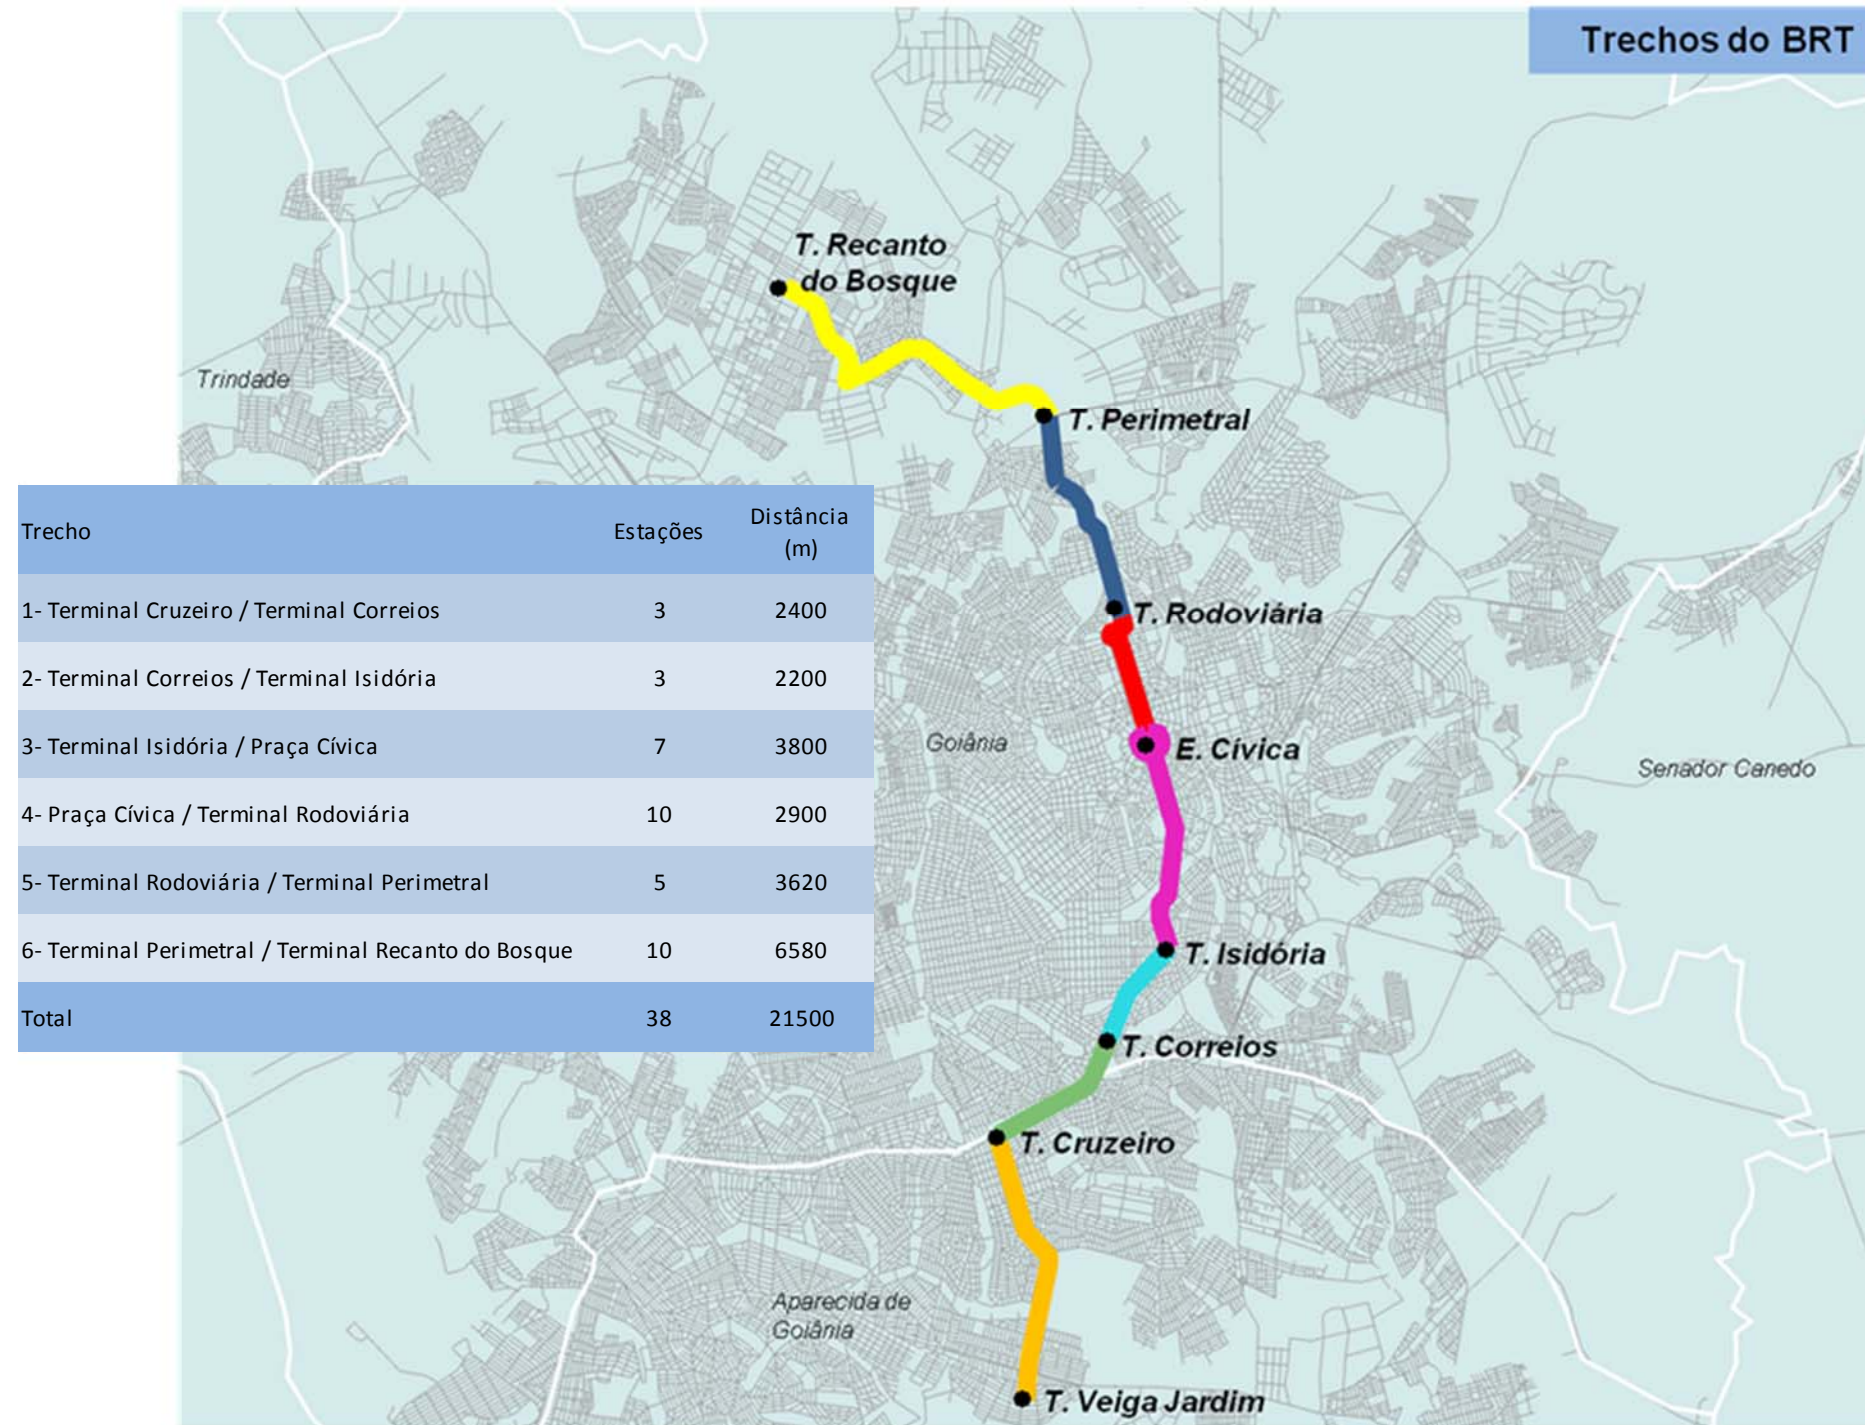 Trechos do BRT
T. Recanto
do Bosque
Trindade
T. Perimetral
Trecho Estações Distância
(m)
1- Terminal Cruzeiro / Terminal Correios 3 2400
2- Terminal Correios / Terminal Isidória 3 2200
3- Terminal Isidória / Praça Cívica 7 3800
4- Praça Cívica / Terminal Rodoviária 10 2900
5- Terminal Rodoviária / Terminal Perimetral 5 3620
6- Terminal Perimetral / Terminal Recanto do Bosque 10 6580
Total 38 21500
T. Rodoviária
Goiânia
E. Cívica
Senador Canedo
T. Isidória
T. Correios
T. Cruzeiro
Aparecida de
Goiânia
T. Veiga Jardim